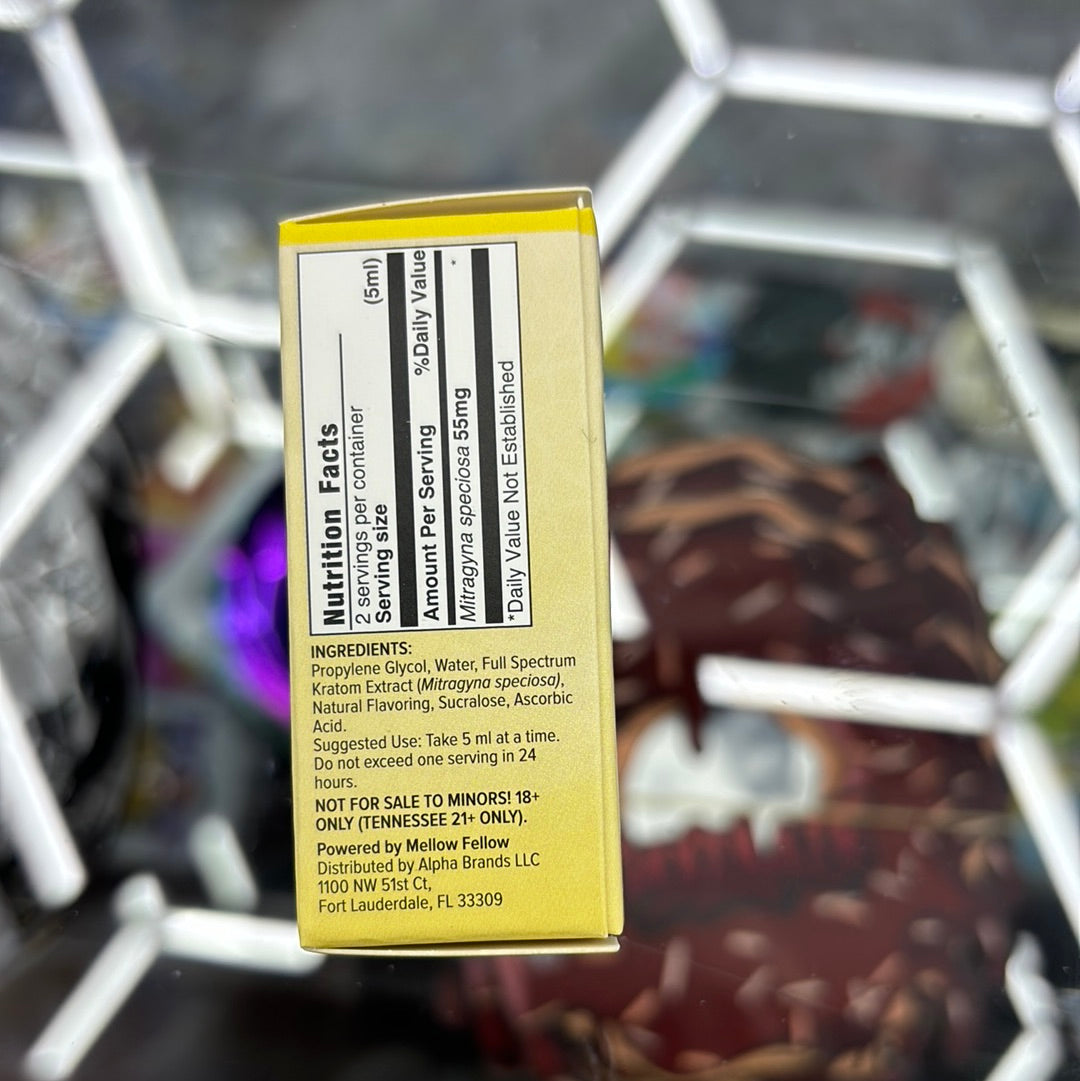 Nutrition Facts
2 servings per container
Serving size (5ml)
Amount Per Serving %Daily Value
Mitragyna speciosa 55mg *
*Daily Value Not Established
INGREDIENTS:
Propylene Glycol, Water, Full Spectrum
Kratom Extract (Mitragyna speciosa),
Natural Flavoring, Sucralose, Ascorbic
Acid.
Suggested Use: Take 5 ml at a time.
Do not exceed one serving in 24
hours.
NOT FOR SALE TO MINORS! 18+
ONLY (TENNESSEE 21+ ONLY).
Powered by Mellow Fellow
Distributed by Alpha Brands LLC
1100 NW 51st Ct,
Fort Lauderdale, FL 33309